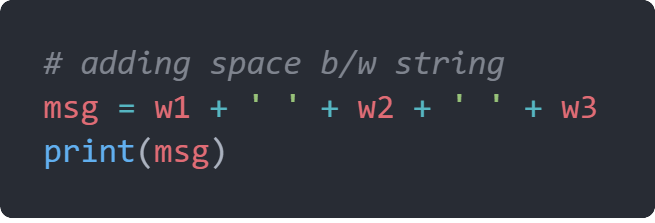 # adding space b/w string
msg = w1 + ' ' + w2 + ' ' + w3
print(msg)